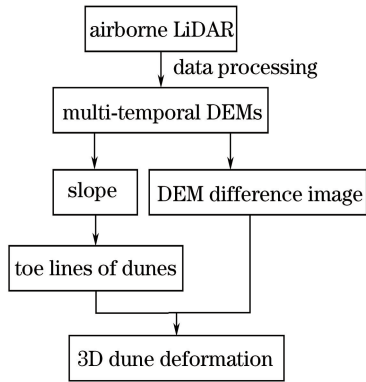 airborne LiDAR
data processing
multi-temporal DEMs
slope
DEM difference image
toe lines of dunes
3D dune deformation